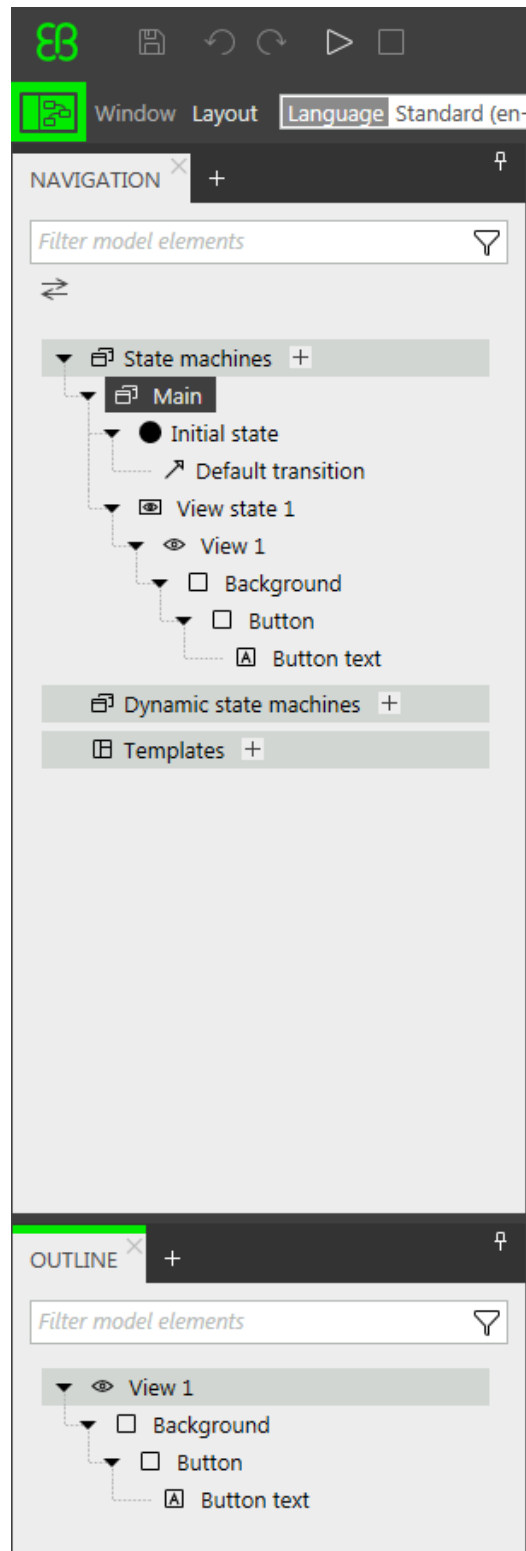 EB
Window Layout Language Standard (en-
NAVIGATION
Filter model elements
State machines
Main
Initial state
Default transition
View state 1
View 1
Background
Button
A Button text
Dynamic state machines
Templates
OUTLINE
Filter model elements
View 1
Background
Button
A Button text